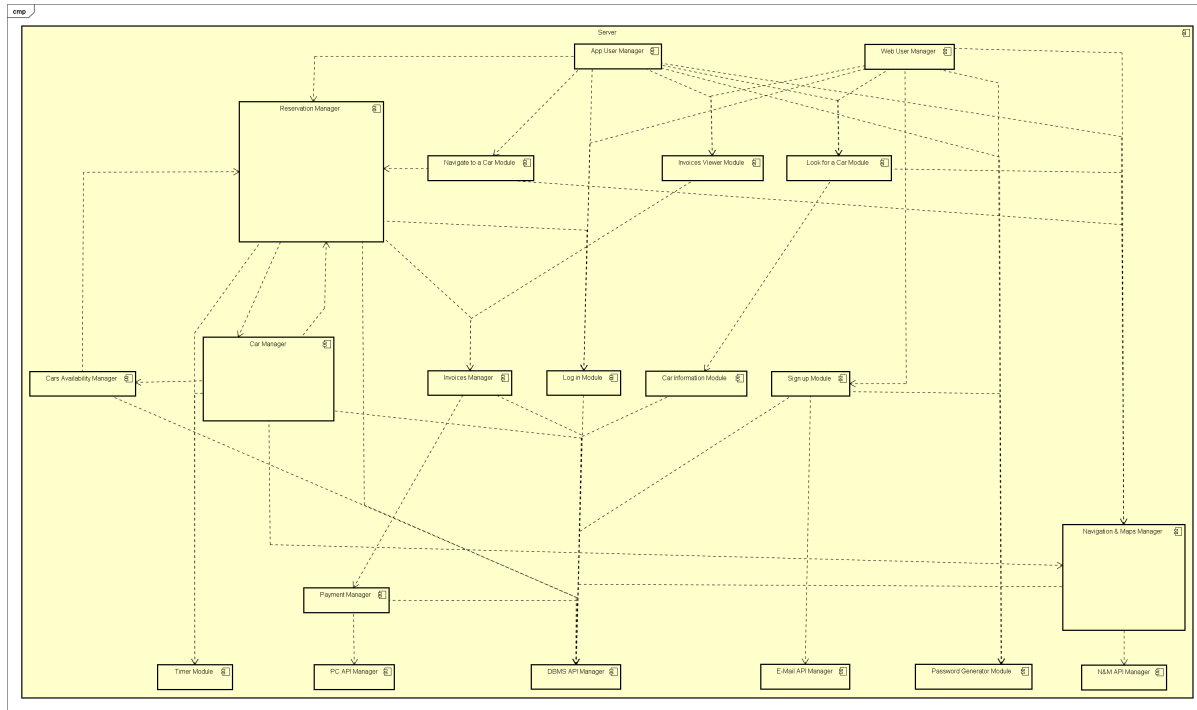 cmp
Server
App User Manager
Web User Manager
Reservation Manager
Navigate to a Car Module
Invoices Viewer Module
Look for a Car Module
Car Manager
Cars Availability Manager
Invoices Manager
Log in Module
Car Information Module
Sign up Module
Navigation & Maps Manager
Payment Manager
Timer Module
PC API Manager
DBMS API Manager
E-Mail API Manager
Password Generator Module
N&M API Manager